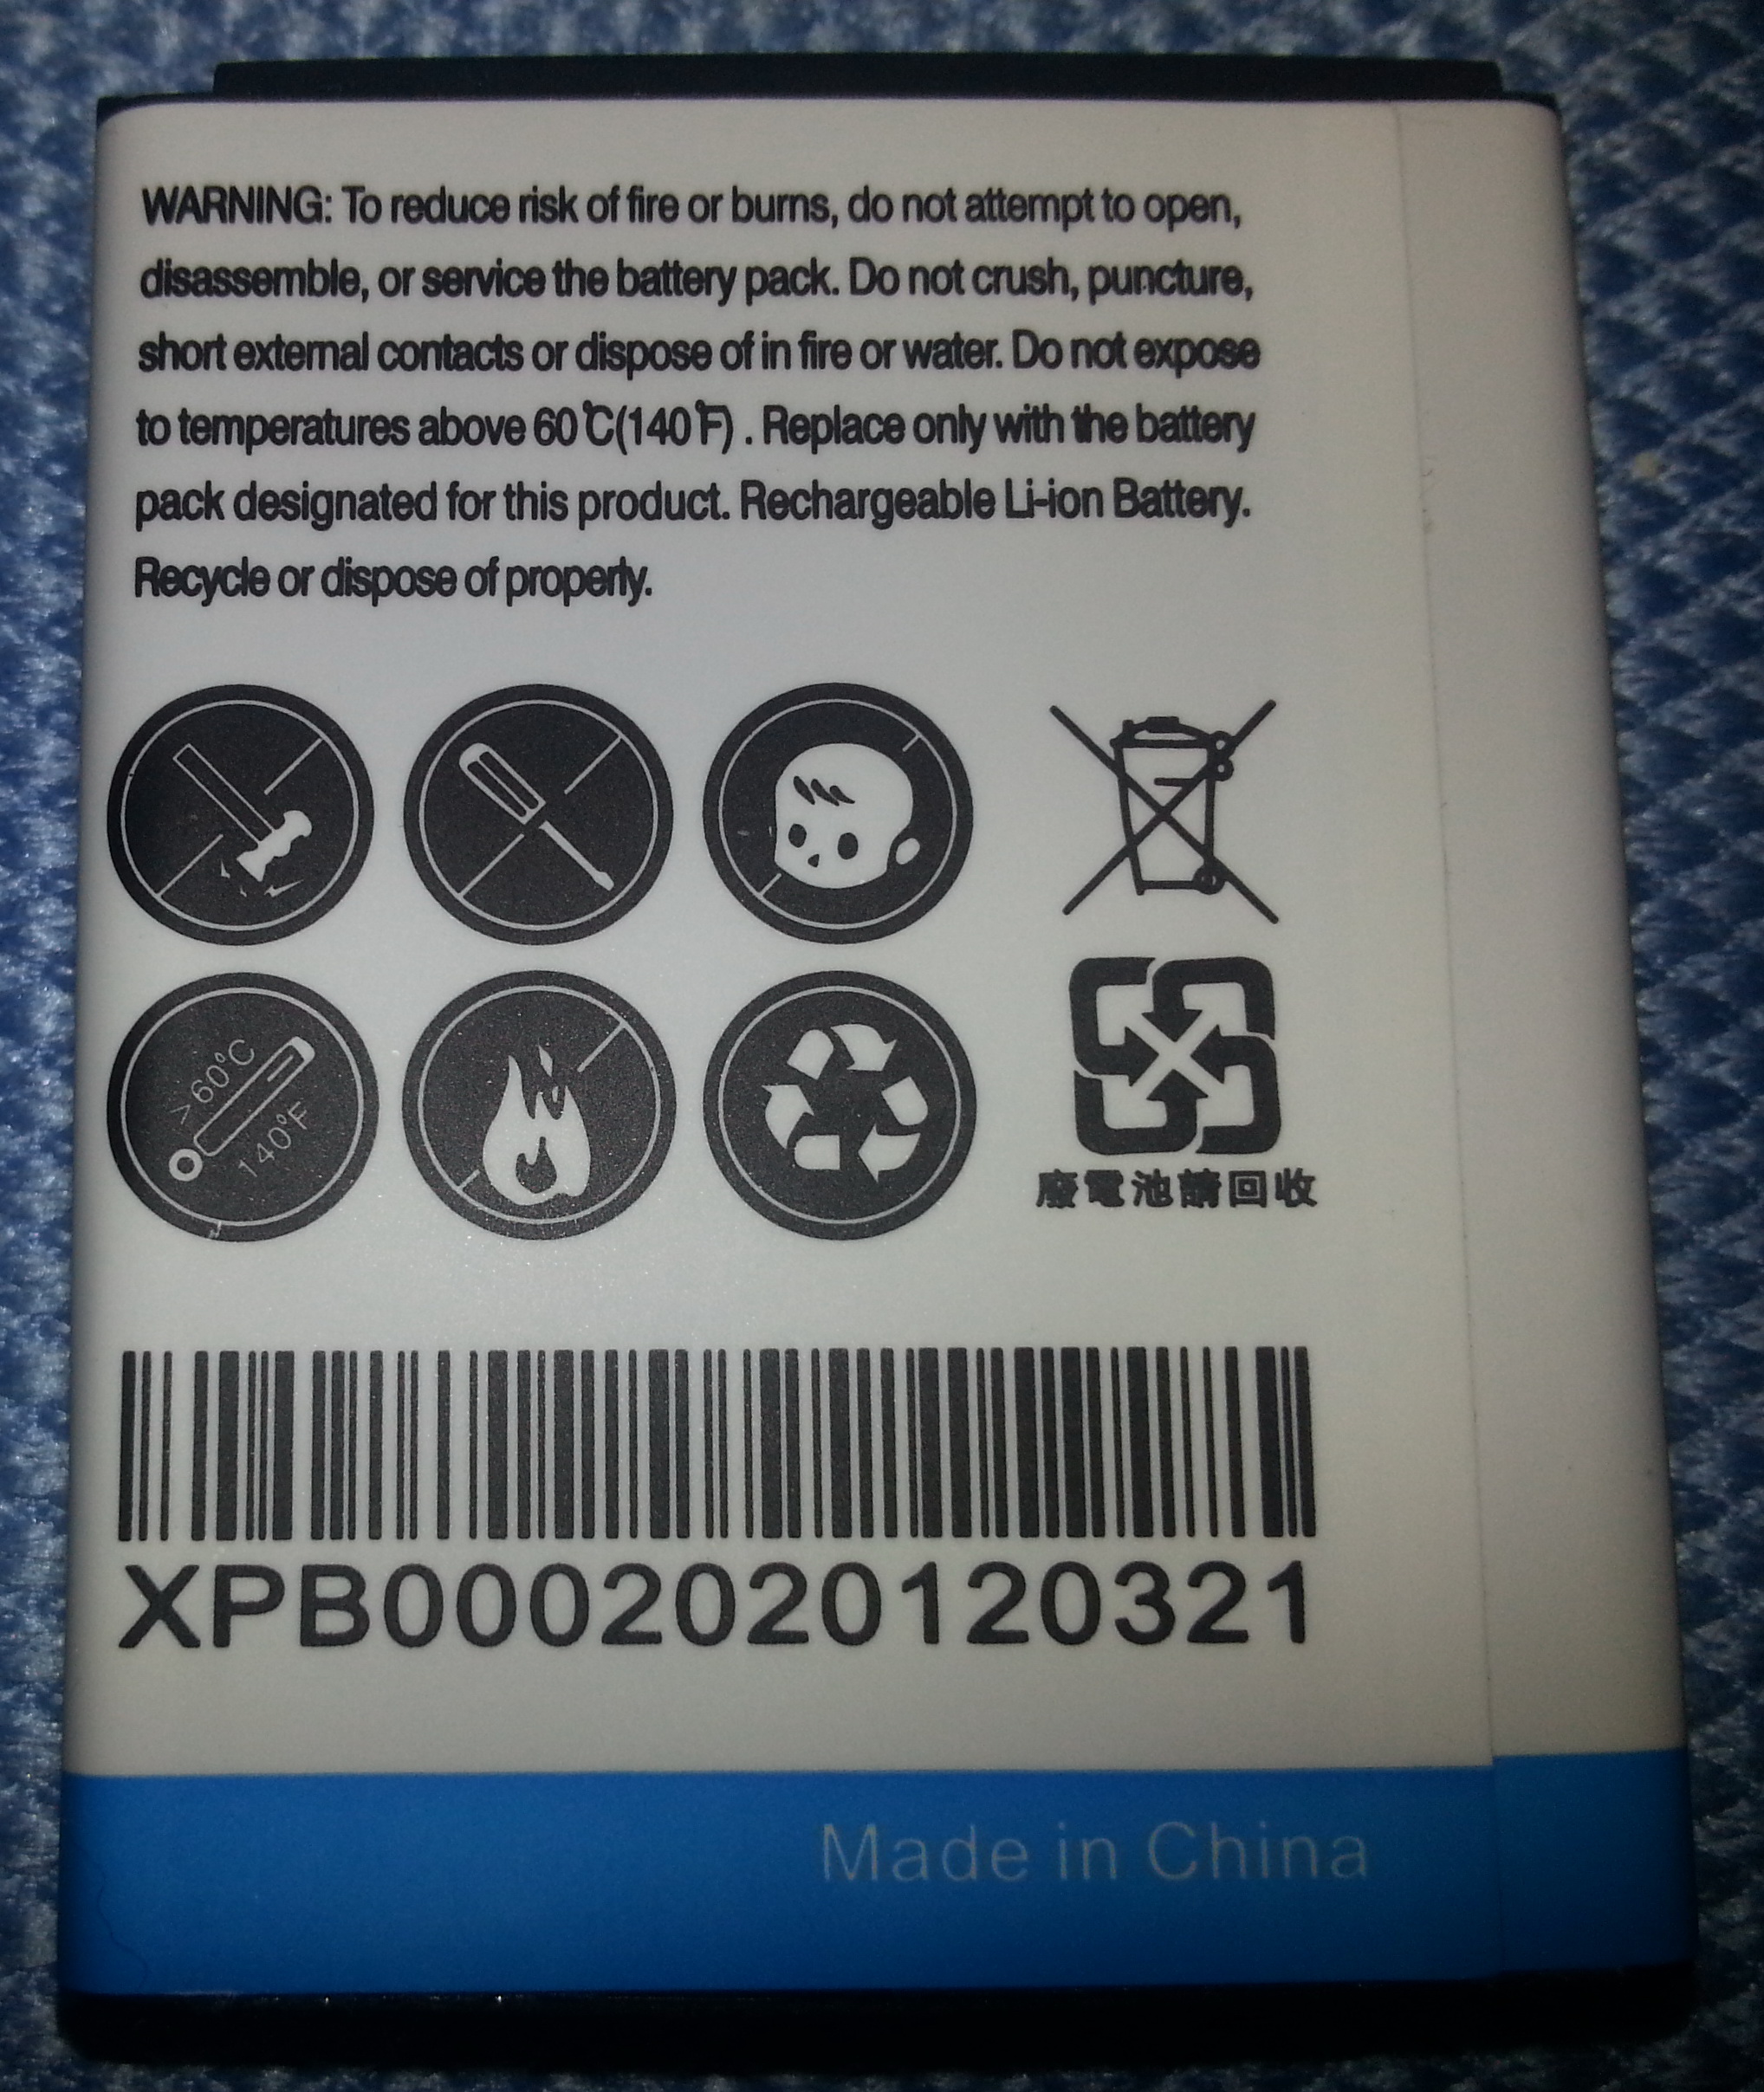 WARNING: To reduce risk of fire or burns, do not attempt to open,
disassemble, or service the battery pack. Do not crush, puncture,
short external contacts or dispose of in fire or water. Do not expose
to temperatures above 60℃(140℉) . Replace only with the battery
pack designated for this product. Rechargeable Li-ion Battery.
Recycle or dispose of properly.
>60°C
140°F
廢電池請回收
XPB0002020120321
Made in China